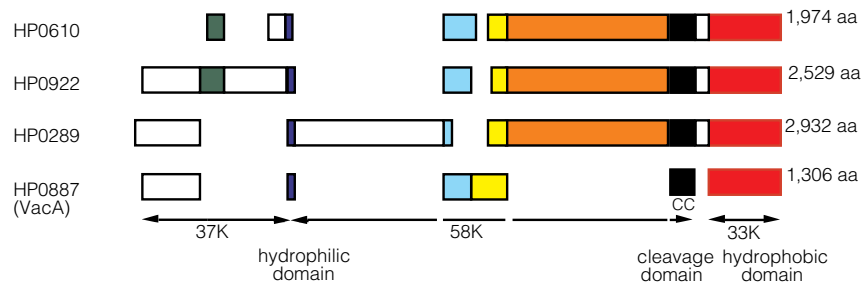 HP0610
1,974 aa
HP0922
2,529 aa
HP0289
2,932 aa
HP0887
(VacA)
1,306 aa
CC
37K
58K
33K
hydrophilic
domain
cleavage
domain
hydrophobic
domain